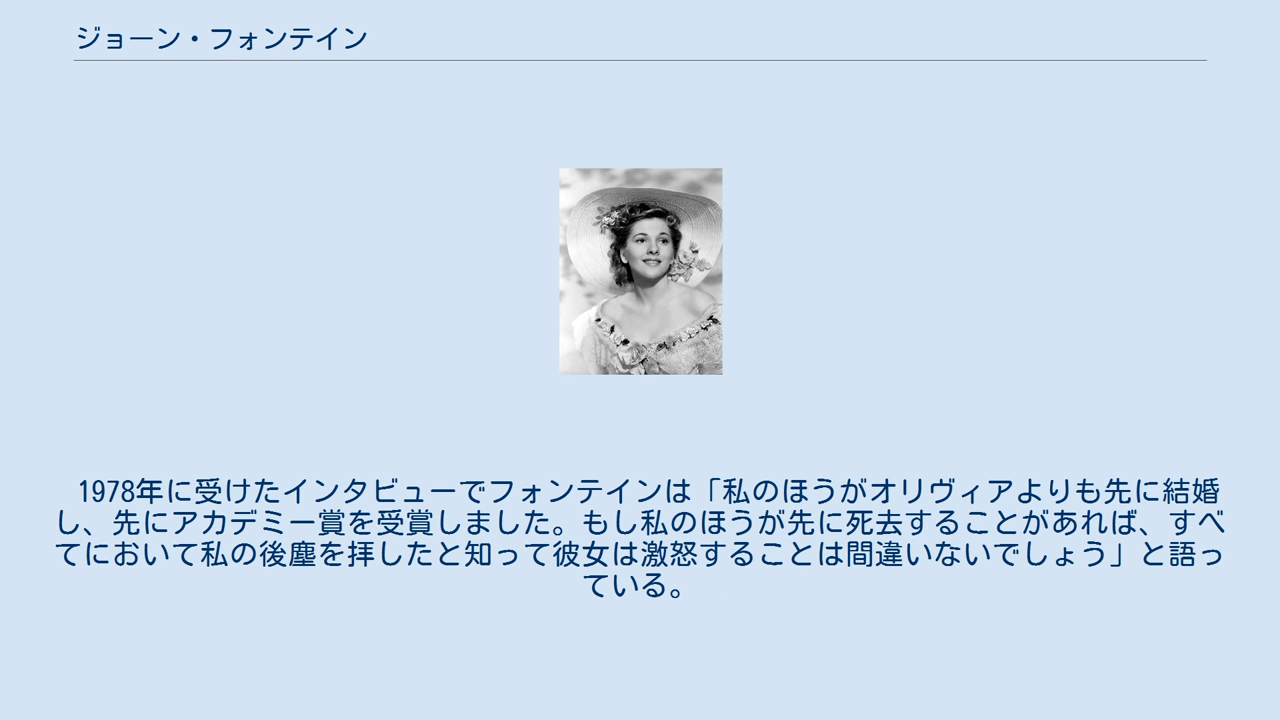 ジョーン・フォンテイン
1978年に受けたインタビューでフォンテインは「私のほうがオリヴィアよりも先に結婚
し、先にアカデミー賞を受賞しました。もし私のほうが先に死去することがあれば、すべ
てにおいて私の後塵を拝したと知って彼女は激怒することは間違いないでしょう」と語っ
ている。